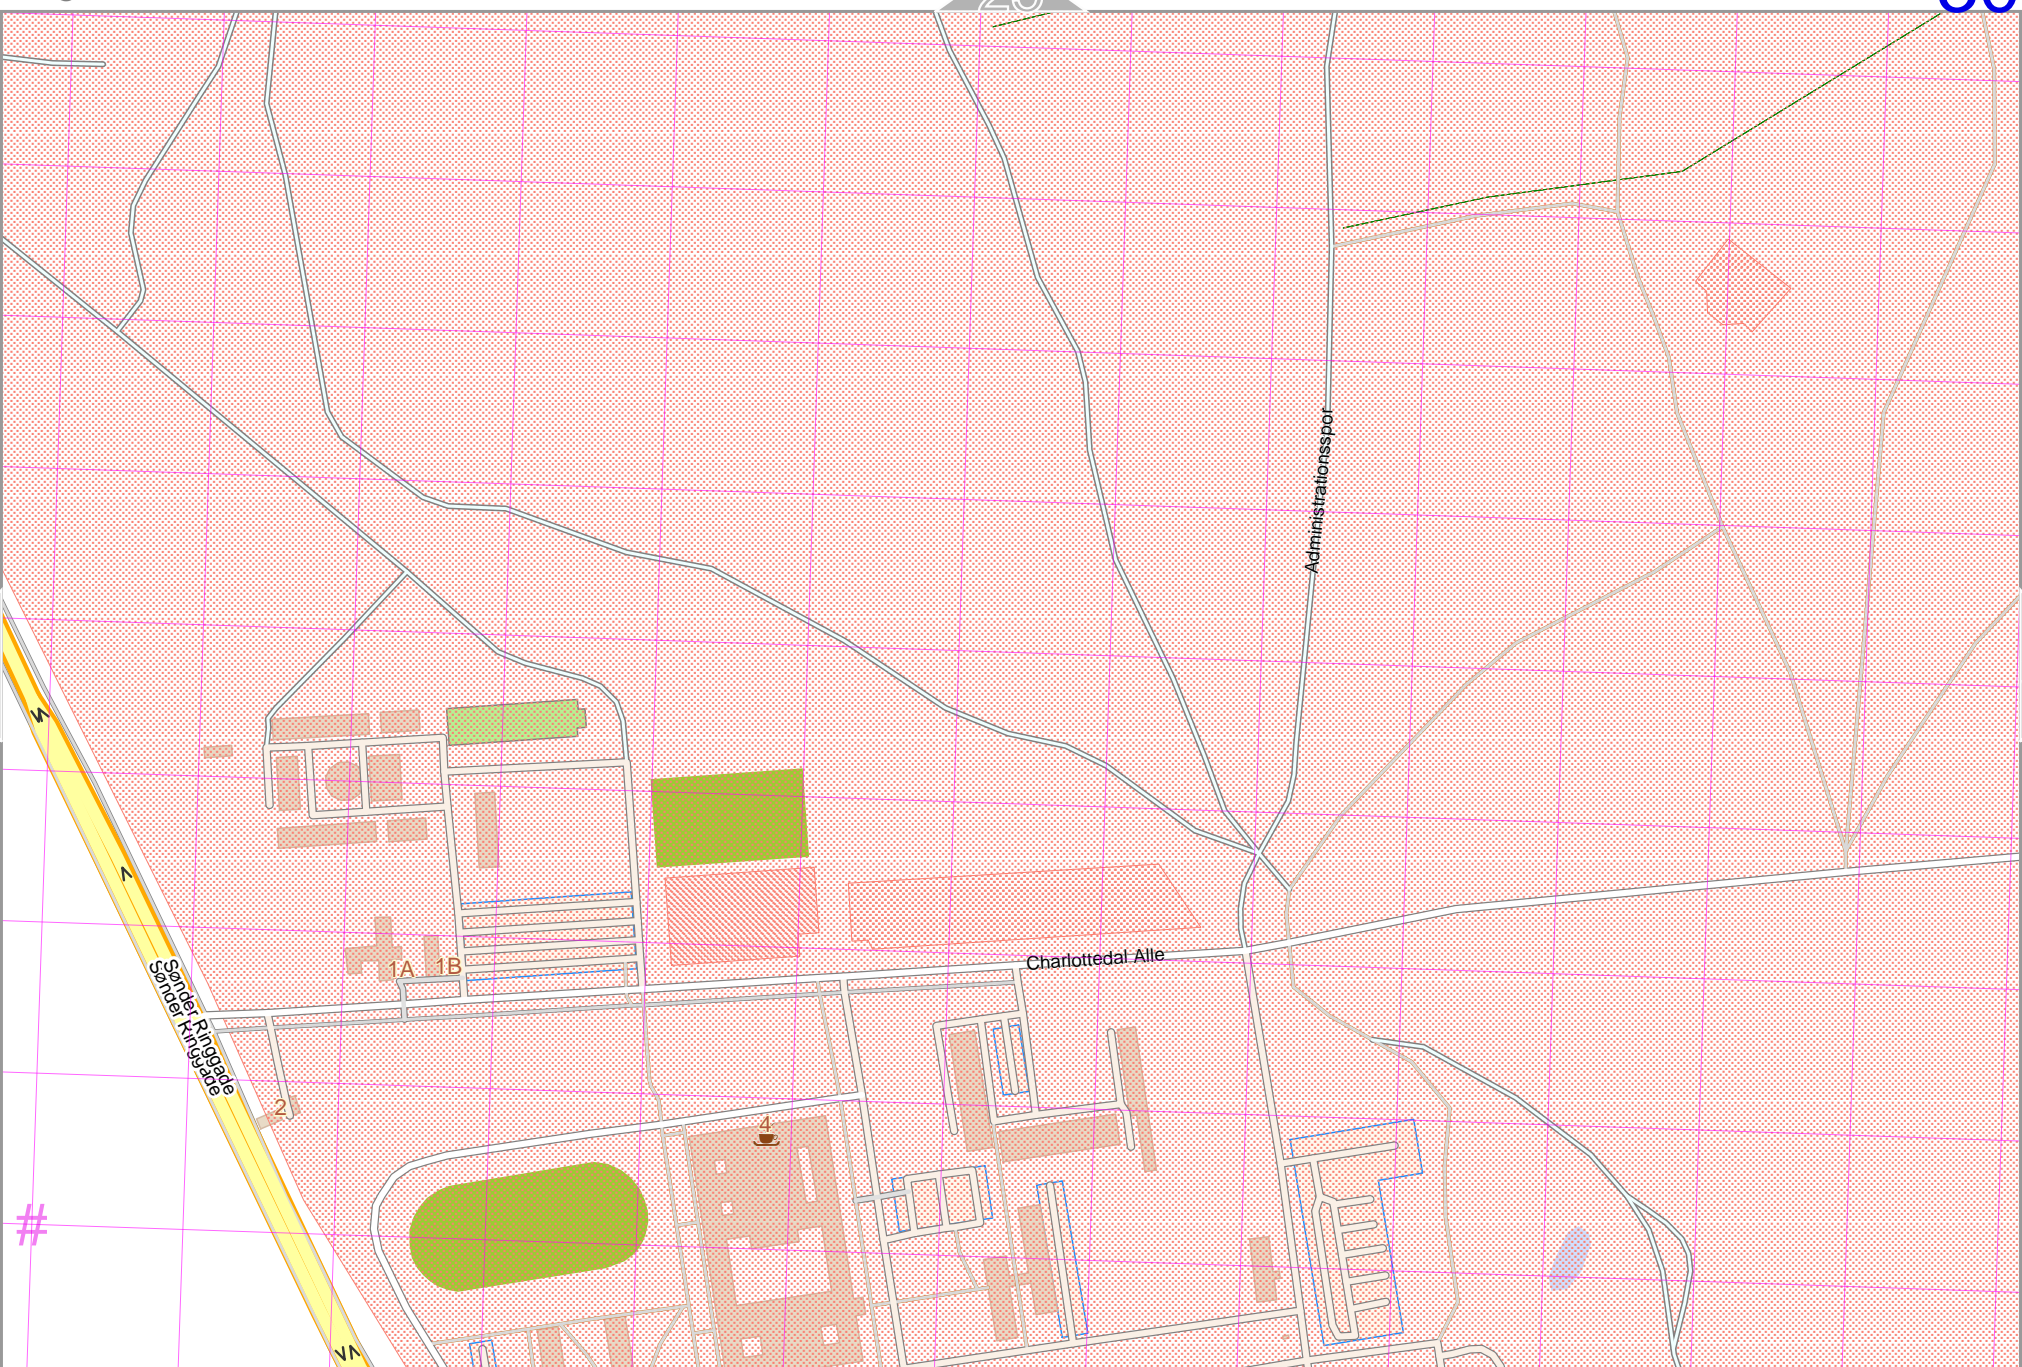 Administrationsspor
Charlottedal Alle
1A
1B
Sønder Ringgade
Sønder Ringgade
2
4
#